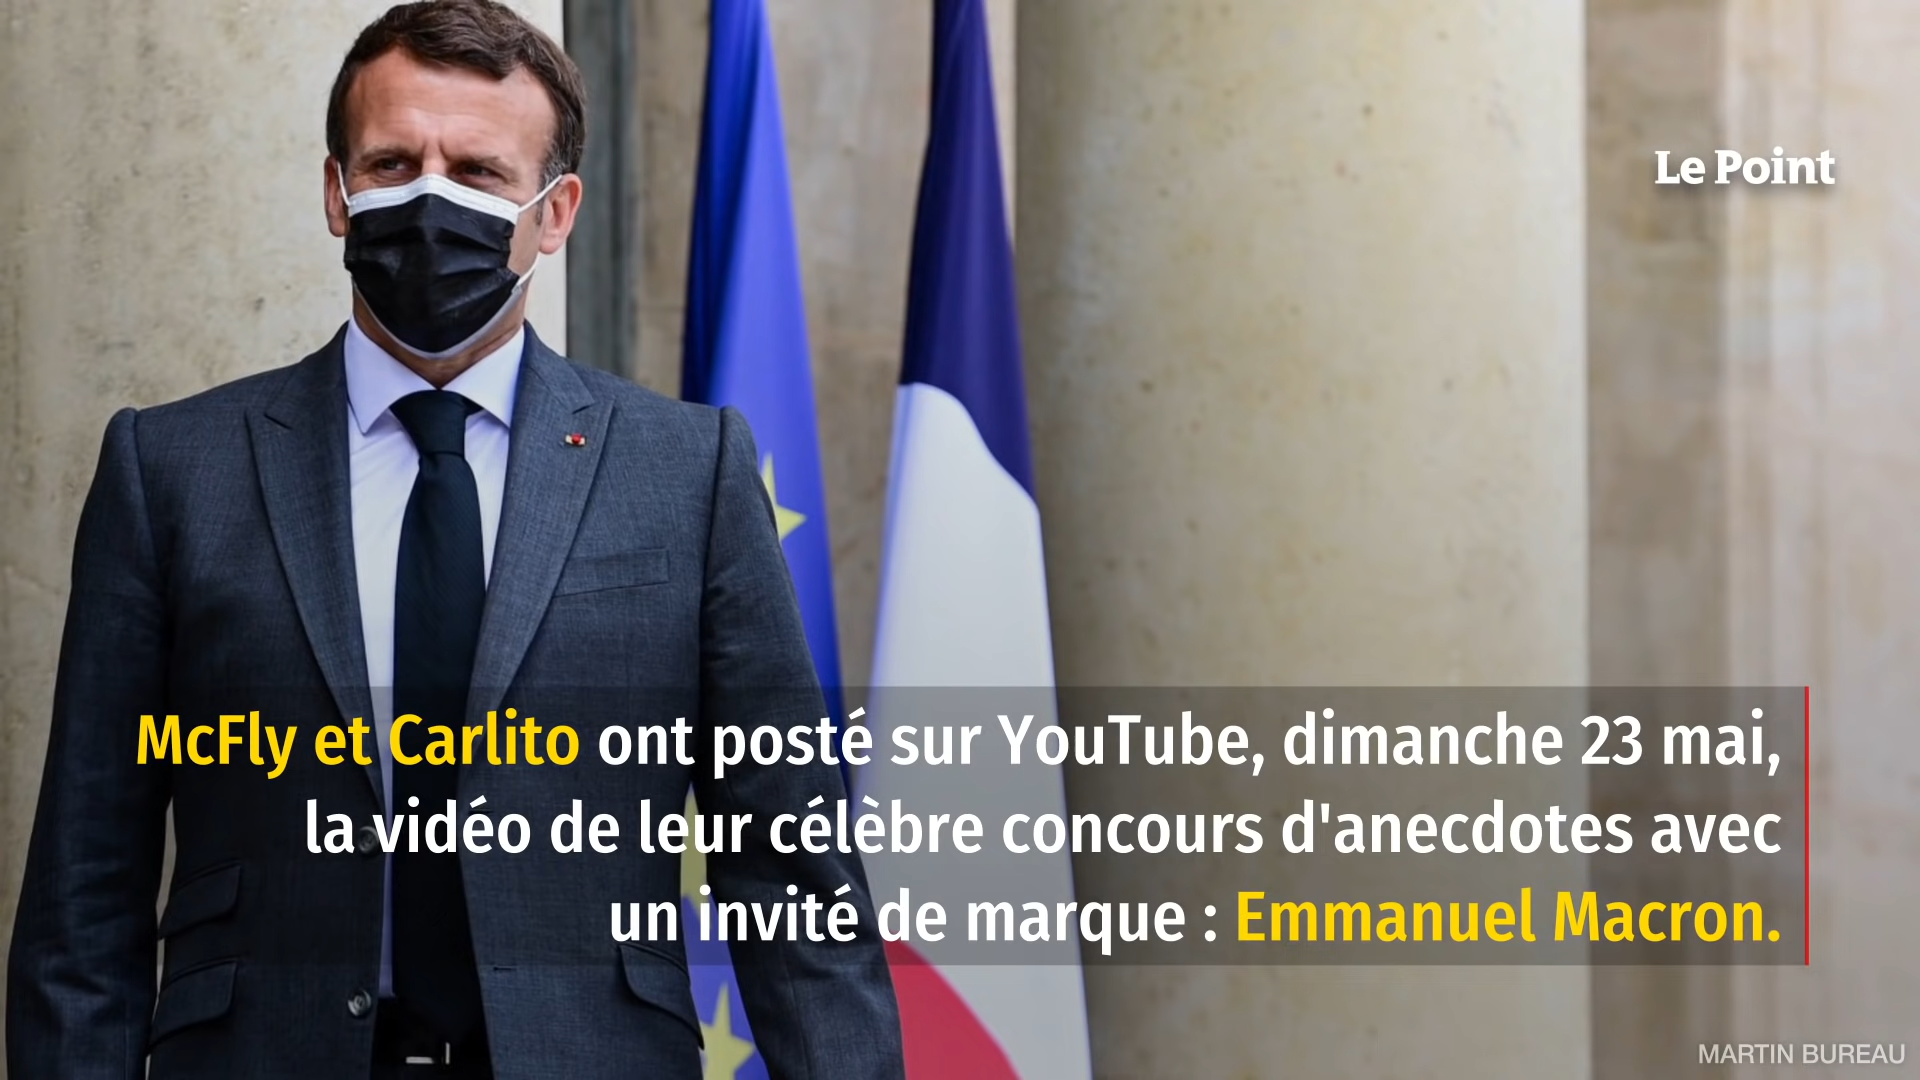 Le Point
McFly et Carlito ont posté sur YouTube, dimanche 23 mai,
la vidéo de leur célèbre concours d'anecdotes avec
un invité de marque : Emmanuel Macron.
MARTIN BUREAU